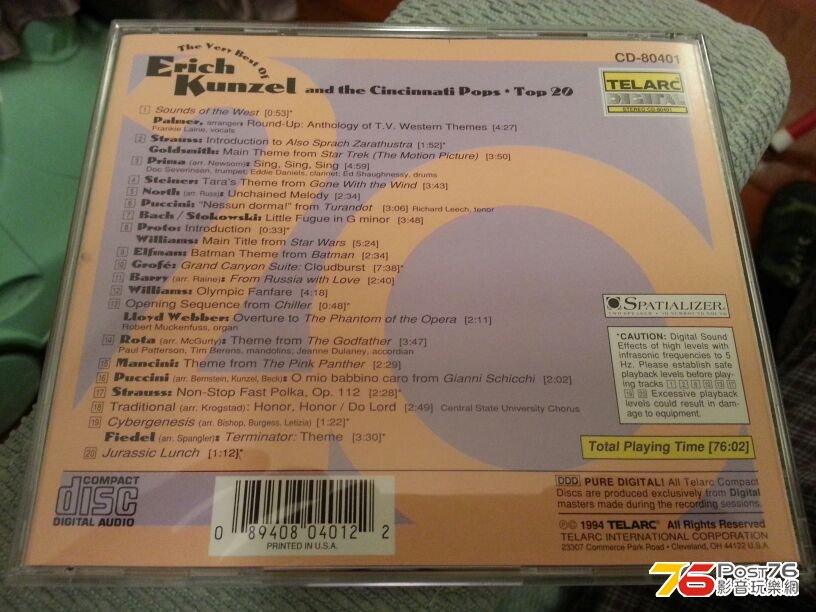 The Very Best Of
Erich Kunzel and the Cincinnati Pops • Top 20
CD-80401
TELARC
DIGITAL
STEREO CD-80401
1 Sounds of the West [0:53]*
Palmer, arranger: Round-Up: Anthology of T.V. Western Themes [4:27]
Frankie Laine, vocals
2 Strauss: Introduction to Also Sprach Zarathustra [1:52]*
Goldsmith: Main Theme from Star Trek (The Motion Picture) [3:50]
3 Prima (arr. Newsom): Sing, Sing, Sing [4:59]
Doc Severinson, trumpet; Eddie Daniels, clarinet; Ed Shaughnessy, drums
4 Steiner: Tara's Theme from Gone With the Wind [3:43]
5 North (arr. Russ): Unchained Melody [2:34]
6 Puccini: "Nessun dorma!" from Turandot [3:06] Richard Leech, tenor
7 Bach / Stokowski: Little Fugue in G minor [3:48]
8 Proto: Introduction [0:33]*
Williams: Main Title from Star Wars [5:24]
9 Elfman: Batman Theme from Batman [2:34]
10 Grofé: Grand Canyon Suite: Cloudburst [7:38]*
11 Barry (arr. Raine): From Russia with Love [2:40]
12 Williams: Olympic Fanfare [4:18]
13 Opening Sequence from Chiller [0:48]*
Lloyd Webber: Overture to The Phantom of the Opera [2:11]
Robert Muckenfuss, organ
14 Rota (arr. McGurty): Theme from The Godfather [3:47]
Paul Patterson, Tim Berens, mandolins; Jeanne Dulaney, accordian
15 Mancini: Theme from The Pink Panther [2:29]
16 Puccini (arr. Bernstein, Kunzel, Beck): O mio babbino caro from Gianni Schicchi [2:02]
17 Strauss: Non-Stop Fast Polka, Op. 112 [2:28]*
18 Traditional (arr. Krogstad): Honor, Honor / Do Lord [2:49] Central State University Chorus
19 Cybergenesis (arr. Bishop, Burgess, Letizia) [1:22]*
Fiedel (arr. Spangler): Terminator: Theme [3:30]*
20 Jurassic Lunch [1:12]*
SPATIALIZER
*CAUTION: Digital Sound
Effects of high levels with
infrasonic frequencies to 5
Hz. Please establish safe
playback levels before play-
ing tracks 1 2 8 10 13 17
19 20 Excessive playback
levels could result in dam-
age to equipment.
Total Playing Time [76:02]
COMPACT
disc
DIGITAL AUDIO
0 89408 04012 2
PRINTED IN U.S.A.
DDD PURE DIGITAL! All Telarc Compact
Discs are produced exclusively from Digital
masters made during the recording sessions.
℗© 1994 TELARC® All Rights Reserved
TELARC INTERNATIONAL CORPORATION
23307 Commerce Park Road • Cleveland, OH 44122 U.S.A.
76 Post76
影音玩樂網